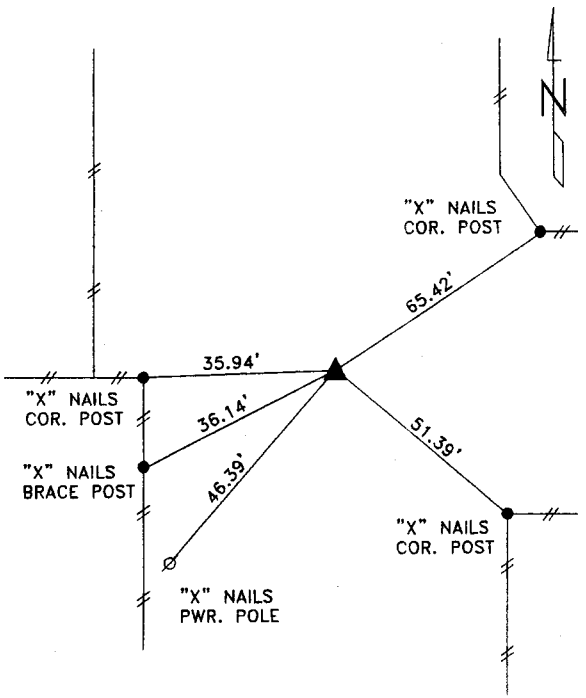 N
"X" NAILS
COR. POST
65.42'
35.94'
"X" NAILS
COR. POST
36.14'
51.39'
"X" NAILS
BRACE POST
46.39'
"X" NAILS
COR. POST
"X" NAILS
PWR. POLE